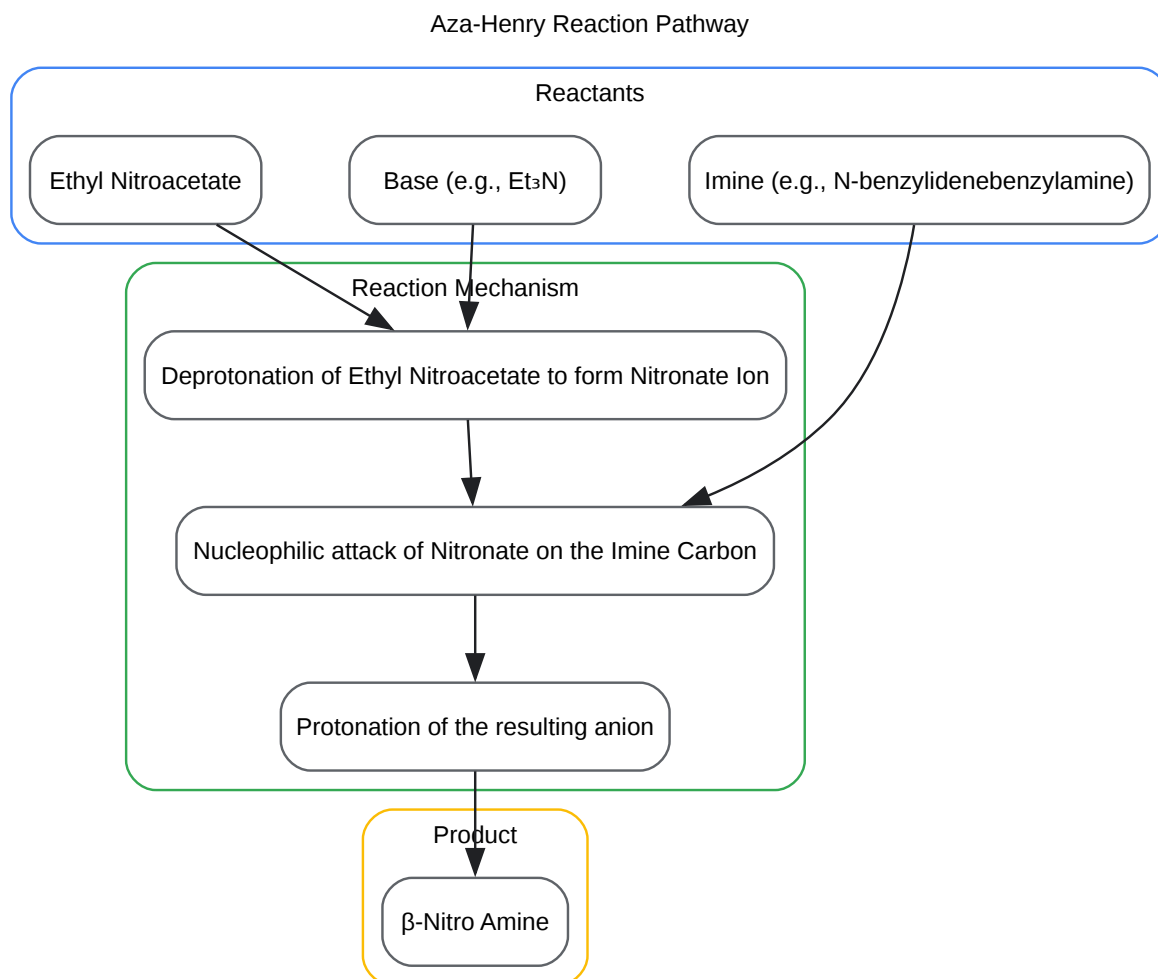 Aza-Henry Reaction Pathway
Reactants
Ethyl Nitroacetate
Base (e.g., Et₃N)
Imine (e.g., N-benzylidenebenzylamine)
Reaction Mechanism
Deprotonation of Ethyl Nitroacetate to form Nitronate Ion
Nucleophilic attack of Nitronate on the Imine Carbon
Protonation of the resulting anion
Product
β-Nitro Amine